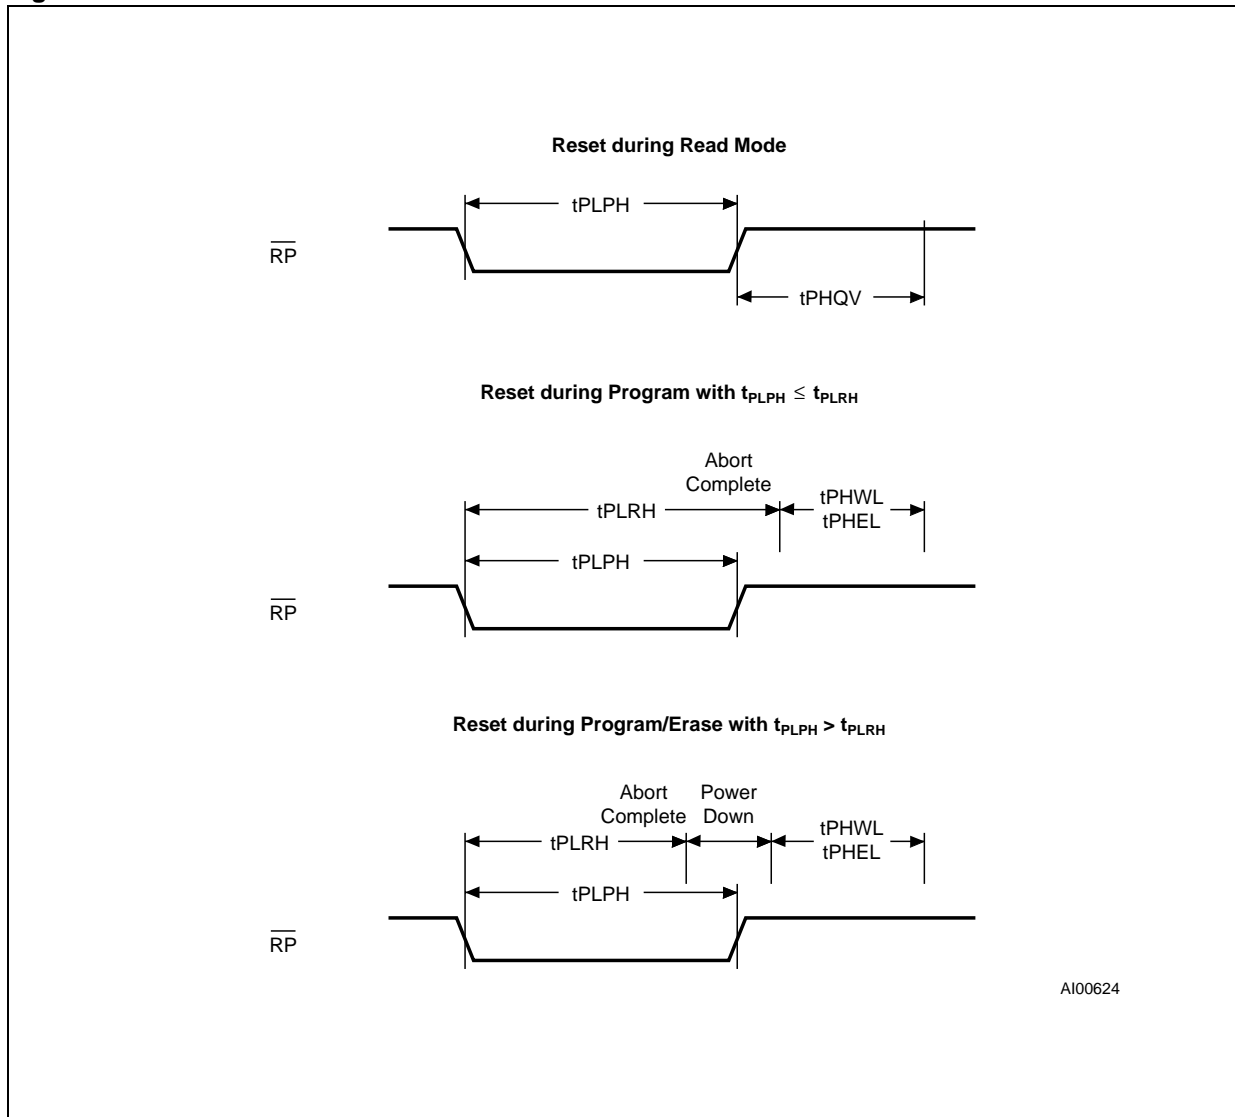 Reset during Read Mode
tPLPH
RP
tPHQV
Reset during Program with tPLPH ≤ tPLRH
Abort
Complete
tPHWL
tPLRH
tPHEL
tPLPH
RP
Reset during Program/Erase with tPLPH > tPLRH
Abort Power
Complete Down
tPHWL
tPLRH
tPHEL
tPLPH
RP
AI00624